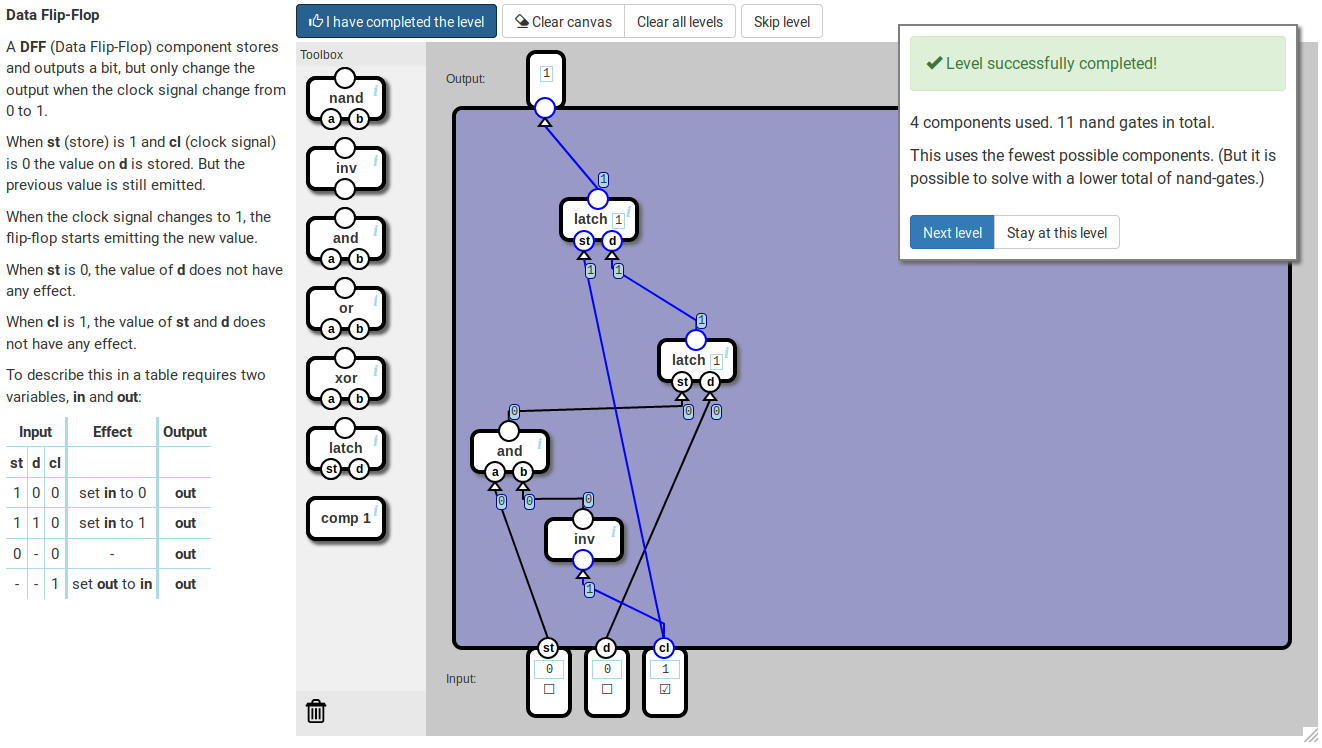 Data Flip-Flop
A DFF (Data Flip-Flop) component stores
and outputs a bit, but only change the
output when the clock signal change from
0 to 1.
When st (store) is 1 and cl (clock signal)
is 0 the value on d is stored. But the
previous value is still emitted.
When the clock signal changes to 1, the
flip-flop starts emitting the new value.
When st is 0, the value of d does not have
any effect.
When cl is 1, the value of st and d does
not have any effect.
To describe this in a table requires two
variables, in and out:
Input Effect Output
st d cl
1 0 0 set in to 0 out
1 1 0 set in to 1 out
0 - 0 - out
- - 1 set out to in out
I have completed the level
Clear canvas
Clear all levels
Skip level
Toolbox
nand i
a b
inv i
and i
a b
or i
a b
xor i
a b
latch i
st d
comp 1 i
Output:
1
1
latch 1 i
st d
1 1
1
latch 1 i
st d
0 0 0
and i
a b
0 0 0
inv i
1
st d cl
Input:
0 0 1
Level successfully completed!
4 components used. 11 nand gates in total.
This uses the fewest possible components. (But it is
possible to solve with a lower total of nand-gates.)
Next level
Stay at this level